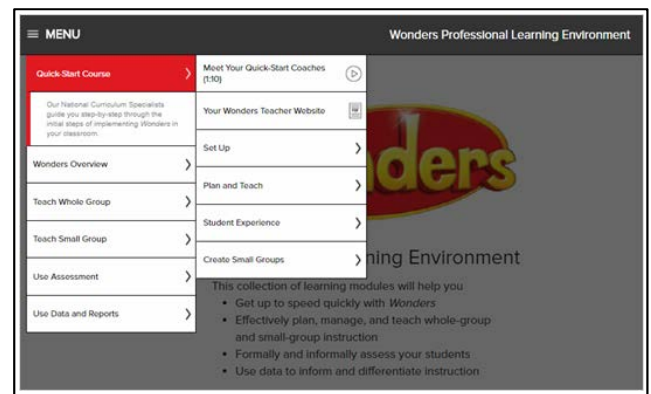 MENU
Wonders Professional Learning Environment
Quick-Start Course
Our National Curriculum Specialists
guide you step-by-step through the
initial steps of implementing Wonders in
your classroom.
Wonders Overview
Teach Whole Group
Teach Small Group
Use Assessment
Use Data and Reports
Meet Your Quick-Start Coaches
(1:10)
Your Wonders Teacher Website
Set Up
Plan and Teach
Student Experience
Create Small Groups
ders
ning Environment
This collection of learning modules will help you
• Get up to speed quickly with Wonders
• Effectively plan, manage, and teach whole-group
and small-group instruction
• Formally and informally assess your students
• Use data to inform and differentiate instruction